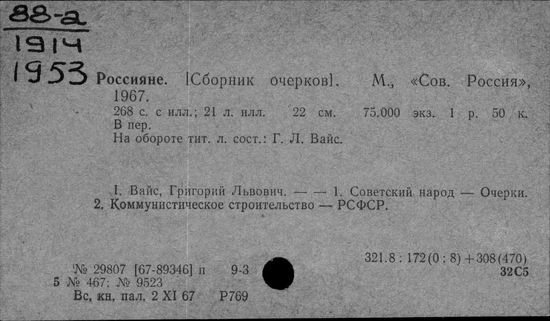 88-а
1914
1953
Россияне. [Сборник очерков]. М., «Сов. Россия»,
1967.
268 с. с илл.; 21 л. илл. 22 см. 75.000 экз. 1 р. 50 к.
В пер.
На обороте тит. л. сост.: Г. Л. Вайс.
I. Вайс, Григорий Львович. — — 1. Советский народ — Очерки.
2. Коммунистическое строительство — РСФСР.
321.8 : 172(0 : 8) + 308(470)
32С5
№ 29807 [67-89346] п 9-3
5 № 467; № 9523
Вс. кн. пал. 2 XI 67 Р769